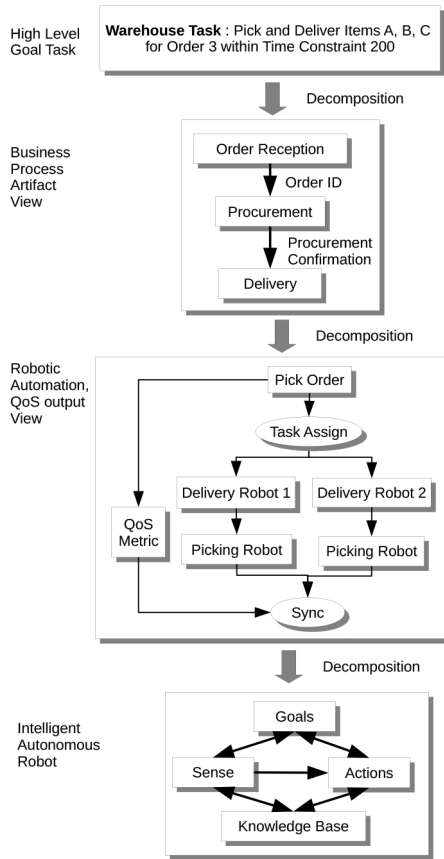 High Level
Goal Task
Warehouse Task : Pick and Deliver Items A, B, C
for Order 3 within Time Constraint 200
Decomposition
Business
Process
Artifact
View
Order Reception
Order ID
Procurement
Procurement
Confirmation
Delivery
Decomposition
Robotic
Automation,
QoS output
View
Pick Order
Task Assign
Delivery Robot 1
Delivery Robot 2
QoS
Metric
Picking Robot
Picking Robot
Sync
Decomposition
Intelligent
Autonomous
Robot
Goals
Sense
Actions
Knowledge Base